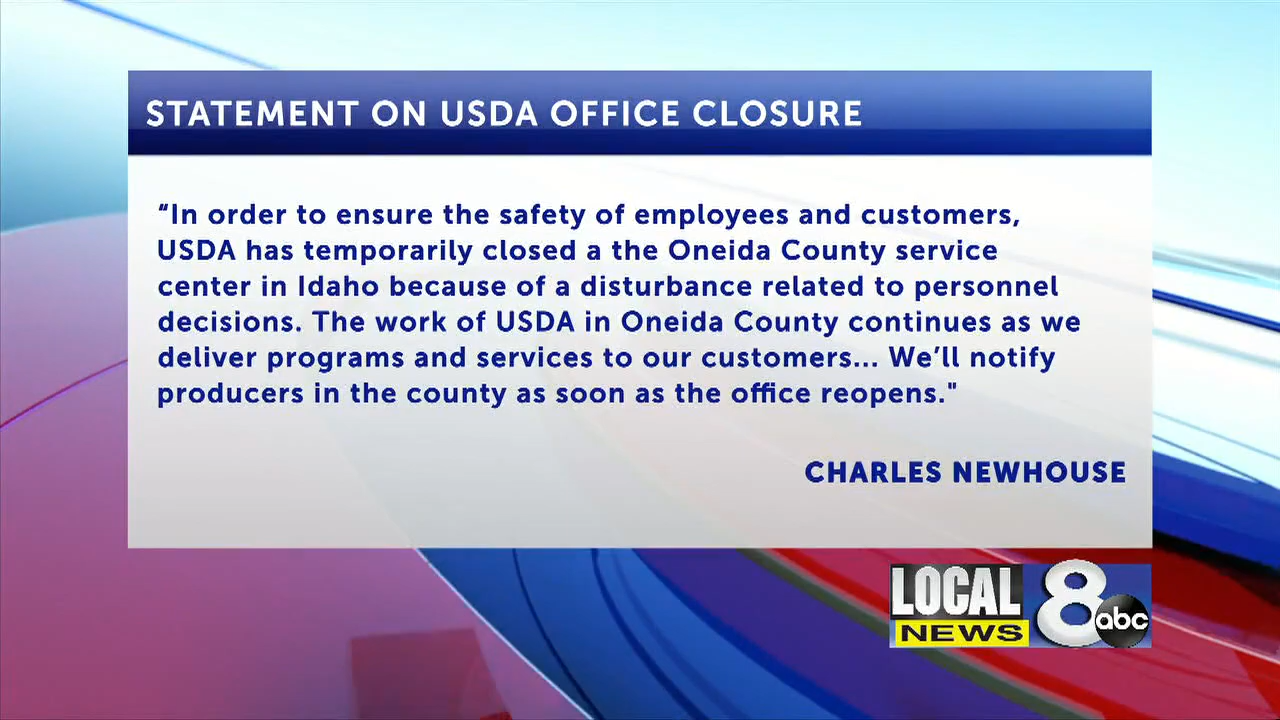 STATEMENT ON USDA OFFICE CLOSURE
“In order to ensure the safety of employees and customers,
USDA has temporarily closed a the Oneida County service
center in Idaho because of a disturbance related to personnel
decisions. The work of USDA in Oneida County continues as we
deliver programs and services to our customers... We’ll notify
producers in the county as soon as the office reopens."
CHARLES NEWHOUSE
LOCAL
NEWS
8
abc